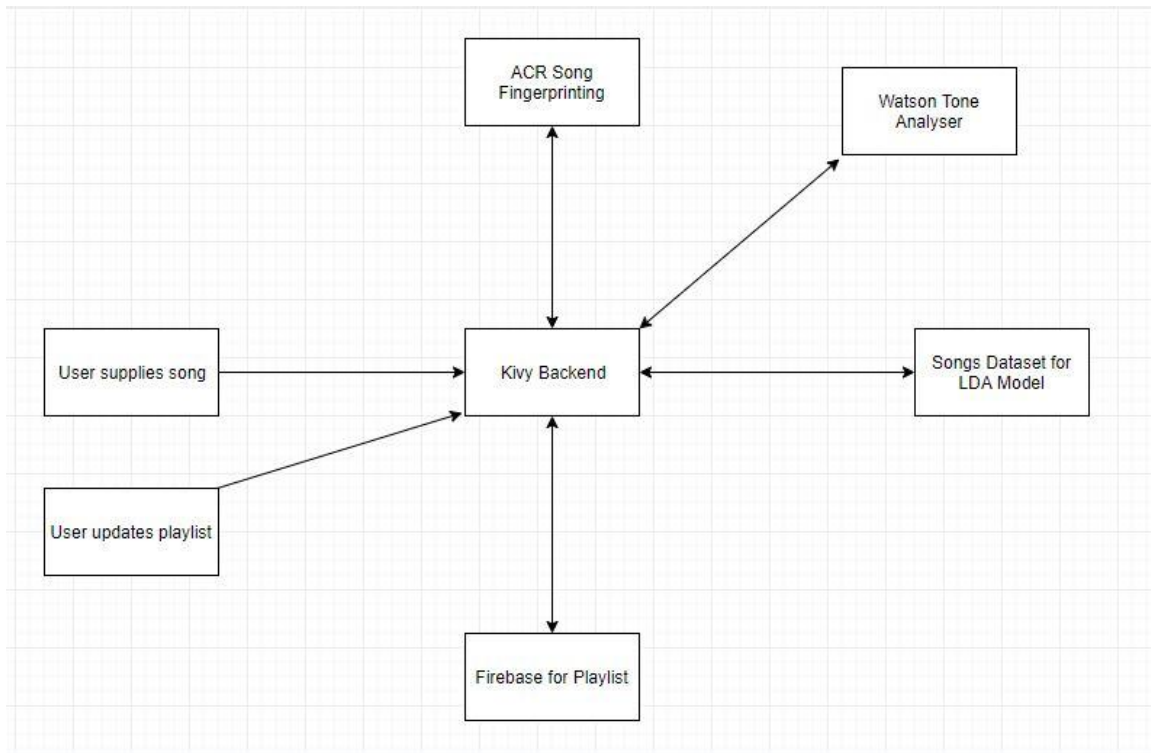 ACR Song
Fingerprinting
Watson Tone
Analyser
User supplies song
Kivy Backend
Songs Dataset for
LDA Model
User updates playlist
Firebase for Playlist